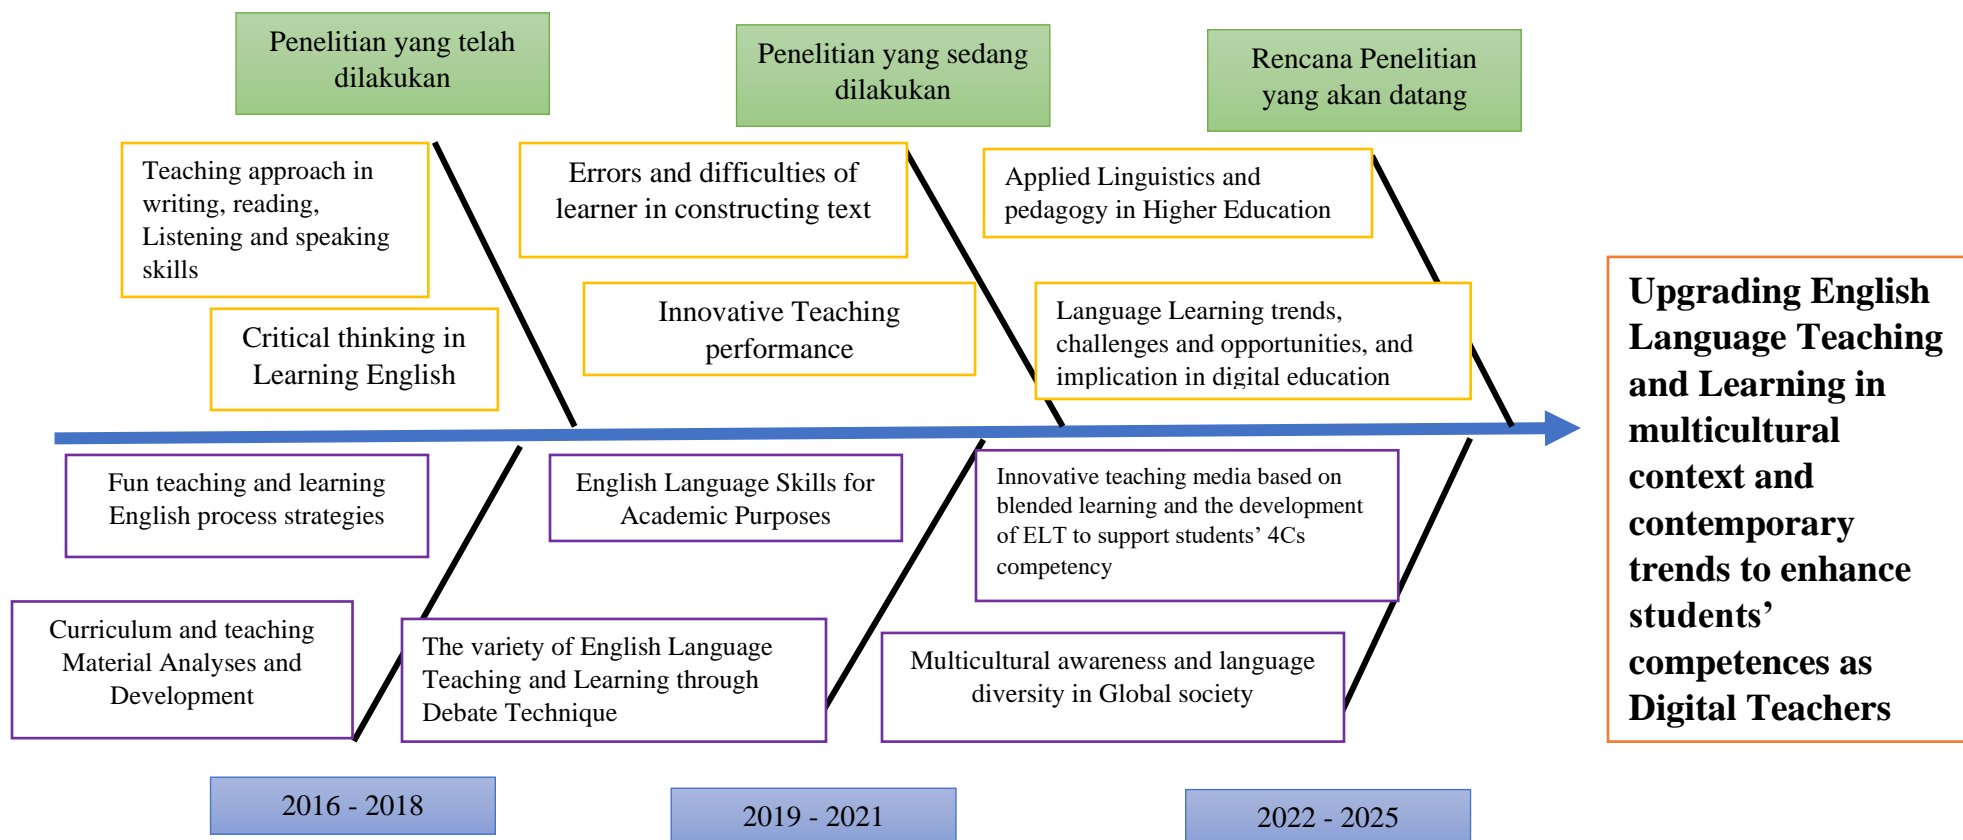 Penelitian yang telah
dilakukan
Penelitian yang sedang
dilakukan
Rencana Penelitian
yang akan datang
Teaching approach in
writing, reading,
Listening and speaking
skills
Errors and difficulties of
learner in constructing text
Applied Linguistics and
pedagogy in Higher Education
Critical thinking in
Learning English
Innovative Teaching
performance
Language Learning trends,
challenges and opportunities, and
implication in digital education
Upgrading English
Language Teaching
and Learning in
multicultural
context and
contemporary
trends to enhance
students’
competences as
Digital Teachers
Fun teaching and learning
English process strategies
English Language Skills for
Academic Purposes
Innovative teaching media based on
blended learning and the development
of ELT to support students’ 4Cs
competency
Curriculum and teaching
Material Analyses and
Development
The variety of English Language
Teaching and Learning through
Debate Technique
Multicultural awareness and language
diversity in Global society
2016 - 2018
2019 - 2021
2022 - 2025